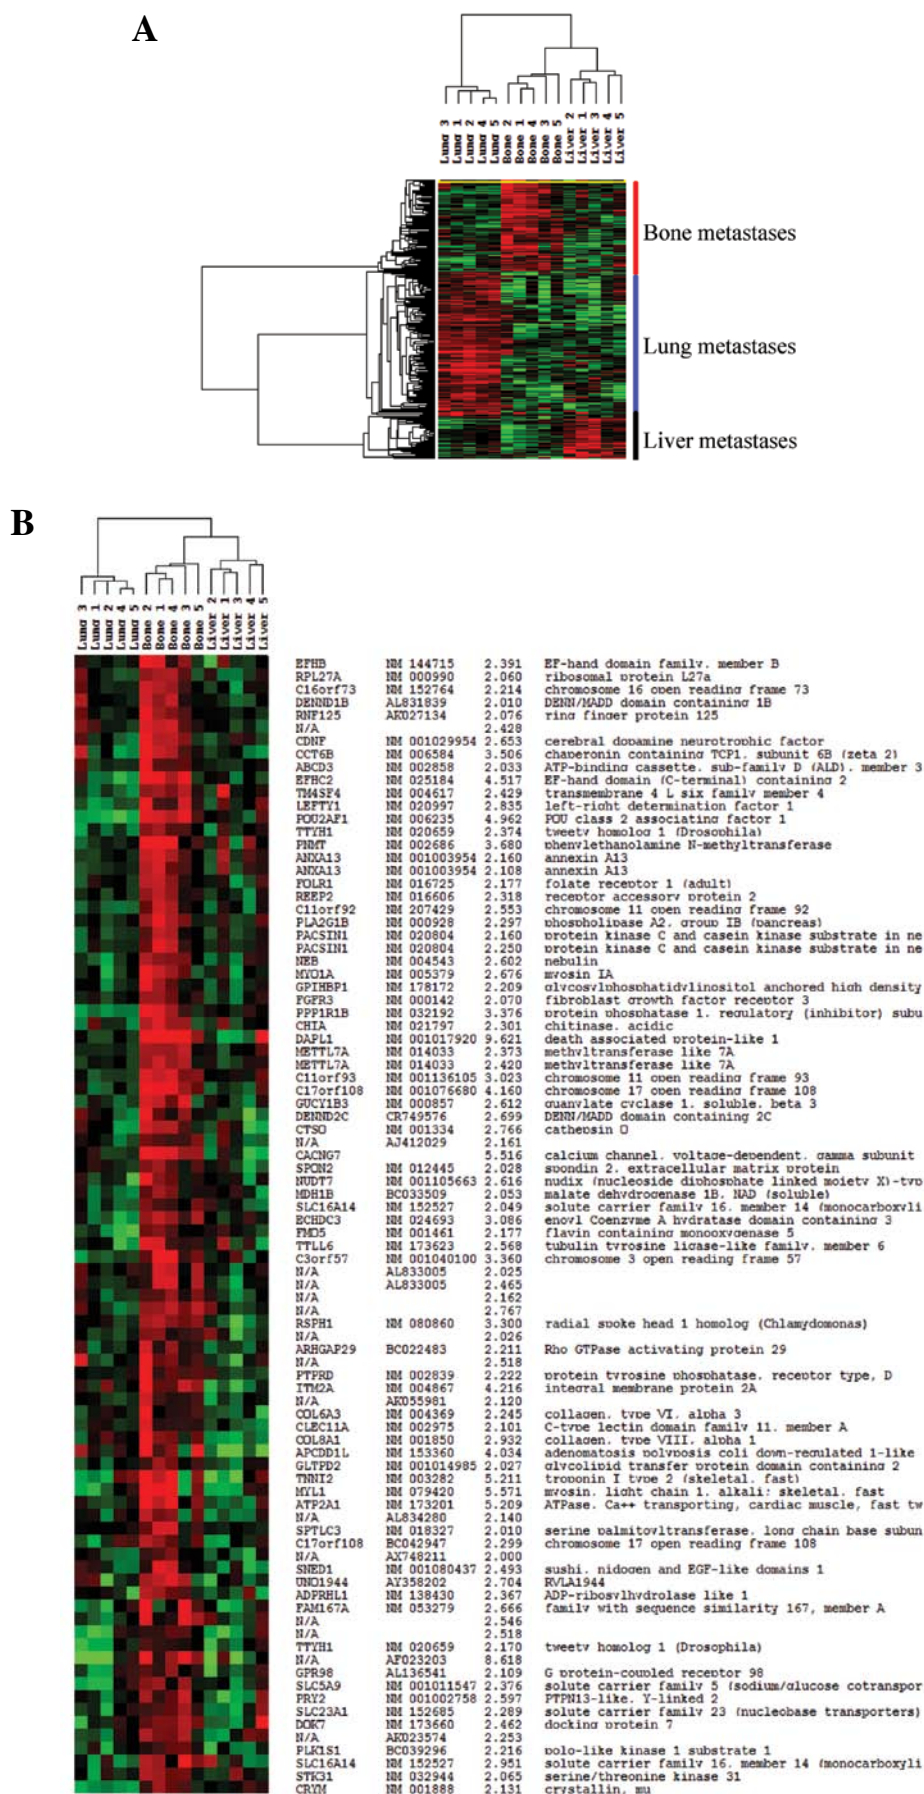 A
Lung 3
Lung 1
Lung 2
Lung 4
Lung 5
Bone 2
Bone 1
Bone 4
Bone 3
Bone 5
Liver 2
Liver 1
Liver 3
Liver 4
Liver 5
Bone metastases
Lung metastases
Liver metastases
B
Lung 3
Lung 1
Lung 2
Lung 4
Lung 5
Bone 2
Bone 1
Bone 4
Bone 3
Bone 5
Liver 2
Liver 1
Liver 3
Liver 4
Liver 5
EFHB NM 144715 2.391 EF-hand domain family, member B
RPL27A NM 000990 2.060 ribosomal protein L27a
C16orf73 NM 152764 2.214 chromosome 16 open reading frame 73
DENND1B AL831839 2.010 DENN/MADD domain containing 1B
RNF125 AK027134 2.076 ring finger protein 125
N/A 2.428
CDNF NM 001029954 2.653 cerebral dopamine neurotrophic factor
CCT6B NM 006584 3.506 chaperonin containing TCP1, subunit 6B (zeta 2)
ABCD3 NM 002858 2.033 ATP-binding cassette, sub-family D (ALD), member 3
EFHC2 NM 025184 4.517 EF-hand domain (C-terminal) containing 2
TM4SF4 NM 004617 2.429 transmembrane 4 L six family member 4
LEFTY1 NM 020997 2.835 left-right determination factor 1
POU2AF1 NM 006235 4.962 POU class 2 associating factor 1
TTYH1 NM 020659 2.374 tweety homolog 1 (Drosophila)
PNMT NM 002686 3.680 phenylethanolamine N-methyltransferase
ANXA13 NM 001003954 2.160 annexin A13
ANXA13 NM 001003954 2.108 annexin A13
FOLR1 NM 016725 2.177 folate receptor 1 (adult)
REEP2 NM 016606 2.318 receptor accessory protein 2
C11orf92 NM 207429 2.553 chromosome 11 open reading frame 92
PLA2G1B NM 000928 2.297 phospholipase A2, group IB (pancreas)
PACSIN1 NM 020804 2.160 protein kinase C and casein kinase substrate in ne
PACSIN1 NM 020804 2.250 protein kinase C and casein kinase substrate in ne
NEB NM 004543 2.602 nebulin
MYO1A NM 005379 2.676 myosin IA
GPIHBP1 NM 178172 2.209 glycosylphosphatidylinositol anchored high density
FGFR3 NM 000142 2.070 fibroblast growth factor receptor 3
PPP1R1B NM 032192 3.376 protein phosphatase 1, regulatory (inhibitor) subu
CHIA NM 021797 2.301 chitinase, acidic
DAPL1 NM 001017920 9.621 death associated protein-like 1
METTL7A NM 014033 2.373 methyltransferase like 7A
METTL7A NM 014033 2.420 methyltransferase like 7A
C11orf93 NM 001136105 3.023 chromosome 11 open reading frame 93
C17orf108 NM 001076680 4.160 chromosome 17 open reading frame 108
GUCY1B3 NM 000857 2.612 guanylate cyclase 1, soluble, beta 3
DENND2C CR749576 2.699 DENN/MADD domain containing 2C
CTSO NM 001334 2.766 cathepsin O
N/A AJ412029 2.161
CACNG7 5.516 calcium channel, voltage-dependent, gamma subunit
SPON2 NM 012445 2.028 spondin 2, extracellular matrix protein
NUDT7 NM 001105663 2.616 nudix (nucleoside diphosphate linked moiety X)-typ
MDH1B BC033509 2.053 malate dehydrogenase 1B, NAD (soluble)
SLC16A14 NM 152527 2.049 solute carrier family 16, member 14 (monocarboxyli
ECHDC3 NM 024693 3.086 enoyl Coenzyme A hydratase domain containing 3
FMO5 NM 001461 2.177 flavin containing monooxygenase 5
TTLL6 NM 173623 2.568 tubulin tyrosine ligase-like family, member 6
C3orf57 NM 001040100 3.360 chromosome 3 open reading frame 57
N/A AL833005 2.025
N/A AL833005 2.465
N/A 2.162
N/A 2.767
RSPH1 NM 080860 3.300 radial spoke head 1 homolog (Chlamydomonas)
N/A 2.026
ARHGAP29 BC022483 2.211 Rho GTPase activating protein 29
N/A 2.518
PTPRD NM 002839 2.222 protein tyrosine phosphatase, receptor type, D
ITM2A NM 004867 4.216 integral membrane protein 2A
N/A AK055981 2.120
COL6A3 NM 004369 2.245 collagen, type VI, alpha 3
CLEC11A NM 002975 2.101 C-type lectin domain family 11, member A
COL8A1 NM 001850 2.932 collagen, type VIII, alpha 1
APCDD1L NM 153360 4.034 adenomatosis polyposis coli down-regulated 1-like
GLTPD2 NM 001014985 2.027 glycolipid transfer protein domain containing 2
TNNI2 NM 003282 5.211 troponin I type 2 (skeletal, fast)
MYL1 NM 079420 5.571 myosin, light chain 1, alkali; skeletal, fast
ATP2A1 NM 173201 5.209 ATPase, Ca++ transporting, cardiac muscle, fast tw
N/A AL834280 2.140
SPTLC3 NM 018327 2.010 serine palmitoyltransferase, long chain base subun
C17orf108 BC042947 2.299 chromosome 17 open reading frame 108
N/A AX748211 2.000
SNED1 NM 001080437 2.493 sushi, nidogen and EGF-like domains 1
UNQ1944 AY358202 2.704 RVLA1944
ADPRHL1 NM 138430 2.367 ADP-ribosylhydrolase like 1
FAM167A NM 053279 2.666 family with sequence similarity 167, member A
N/A 2.546
N/A 2.518
TTYH1 NM 020659 2.170 tweety homolog 1 (Drosophila)
N/A AF023203 8.618
GPR98 AL136541 2.109 G protein-coupled receptor 98
SLC5A9 NM 001011547 2.376 solute carrier family 5 (sodium/glucose cotranspor
PRY2 NM 001002758 2.597 PTPN13-like, Y-linked 2
SLC23A1 NM 152685 2.289 solute carrier family 23 (nucleobase transporters)
DOK7 NM 173660 2.462 docking protein 7
N/A AK023574 2.253
PLK1S1 BC039296 2.216 polo-like kinase 1 substrate 1
SLC16A14 NM 152527 2.951 solute carrier family 16, member 14 (monocarboxyli
STK31 NM 032944 2.065 serine/threonine kinase 31
CRYM NM 001888 2.131 crystallin, mu